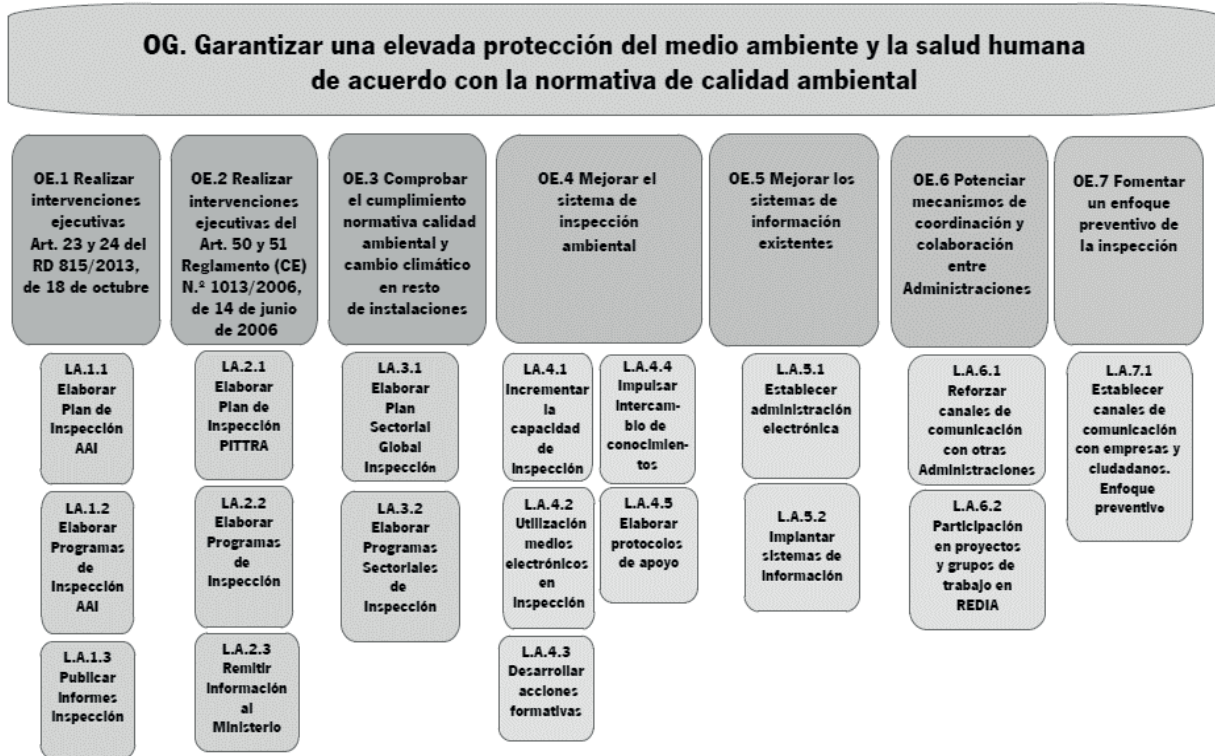 OG. Garantizar una elevada protección del medio ambiente y la salud humana
de acuerdo con la normativa de calidad ambiental
OE.1 Realizar
intervenciones
ejecutivas
Art. 23 y 24 del
RD 815/2013,
de 18 de octubre
OE.2 Realizar
intervenciones
ejecutivas del
Art. 50 y 51
Reglamento (CE)
N.º 1013/2006,
de 14 de junio
de 2006
OE.3 Comprobar
el cumplimiento
normativa calidad
ambiental y
cambio climático
en resto
de instalaciones
OE.4 Mejorar el
sistema de
inspección
ambiental
OE.5 Mejorar los
sistemas de
información
existentes
OE.6 Potenciar
mecanismos de
coordinación y
colaboración
entre
Administraciones
OE.7 Fomentar
un enfoque
preventivo de
la inspección
LA.1.1
Elaborar
Plan de
Inspección
AAI
L.A.1.2
Elaborar
Programas
de
Inspección
AAI
L.A.1.3
Publicar
Informes
Inspección
LA.2.1
Elaborar
Plan de
Inspección
PITTRA
LA.2.2
Elaborar
Programas
de
Inspección
L.A.2.3
Remitir
Información
al
Ministerio
LA.3.1
Elaborar
Plan
Sectorial
Global
Inspección
LA.3.2
Elaborar
Programas
Sectoriales
de
Inspección
LA.4.1
Incrementar
la
capacidad
de
Inspección
L.A.4.2
Utilización
medios
electrónicos
en
Inspección
L.A.4.3
Desarrollar
acciones
formativas
L.A.4.4
Impulsar
Intercam-
bio de
conocimien-
tos
L.A.4.5
Elaborar
protocolos
de apoyo
L.A.5.1
Establecer
administración
electrónica
L.A.5.2
Implantar
sistemas de
Información
L.A.6.1
Reforzar
canales de
comunicación
con otras
Administraciones
L.A.6.2
Participación
en proyectos
y grupos de
trabajo en
REDIA
L.A.7.1
Establecer
canales de
comunicación
con empresas y
ciudadanos.
Enfoque
preventivo